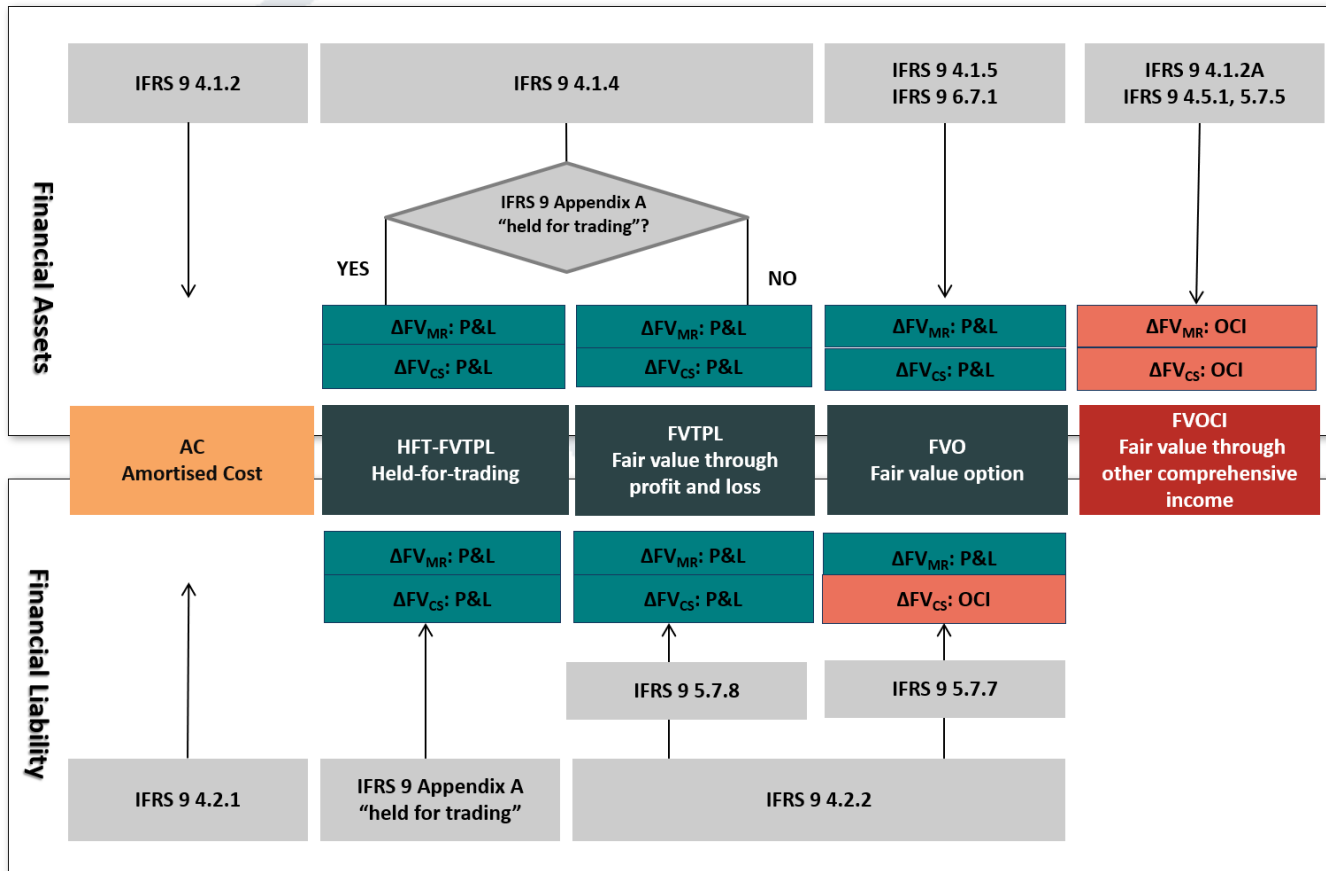 Financial Assets
IFRS 9 4.1.2
IFRS 9 4.1.4
IFRS 9 4.1.5
IFRS 9 6.7.1
IFRS 9 4.1.2A
IFRS 9 4.5.1, 5.7.5
IFRS 9 Appendix A
“held for trading”?
YES
NO
ΔFVMR: P&L
ΔFVCS: P&L
ΔFVMR: P&L
ΔFVCS: P&L
ΔFVMR: P&L
ΔFVCS: P&L
ΔFVMR: OCI
ΔFVCS: OCI
AC
Amortised Cost
HFT-FVTPL
Held-for-trading
FVTPL
Fair value through
profit and loss
FVO
Fair value option
FVOCI
Fair value through
other comprehensive
income
Financial Liability
ΔFVMR: P&L
ΔFVCS: P&L
ΔFVMR: P&L
ΔFVCS: P&L
ΔFVMR: P&L
ΔFVCS: OCI
IFRS 9 5.7.8
IFRS 9 5.7.7
IFRS 9 4.2.1
IFRS 9 Appendix A
“held for trading”
IFRS 9 4.2.2